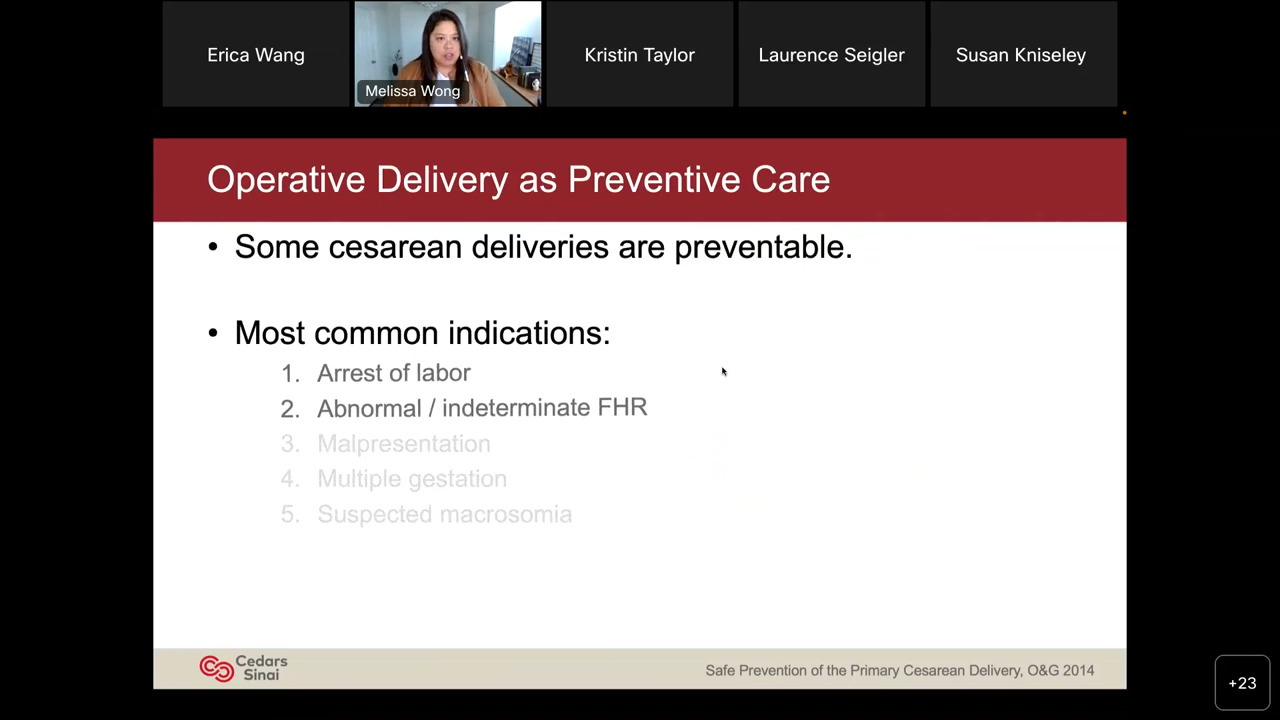 Erica Wang
Melissa Wong
Kristin Taylor
Laurence Seigler
Susan Kniseley
Operative Delivery as Preventive Care
• Some cesarean deliveries are preventable.
• Most common indications:
1. Arrest of labor
2. Abnormal / indeterminate FHR
3. Malpresentation
4. Multiple gestation
5. Suspected macrosomia
Cedars
Sinai
Safe Prevention of the Primary Cesarean Delivery, O&G 2014
+23